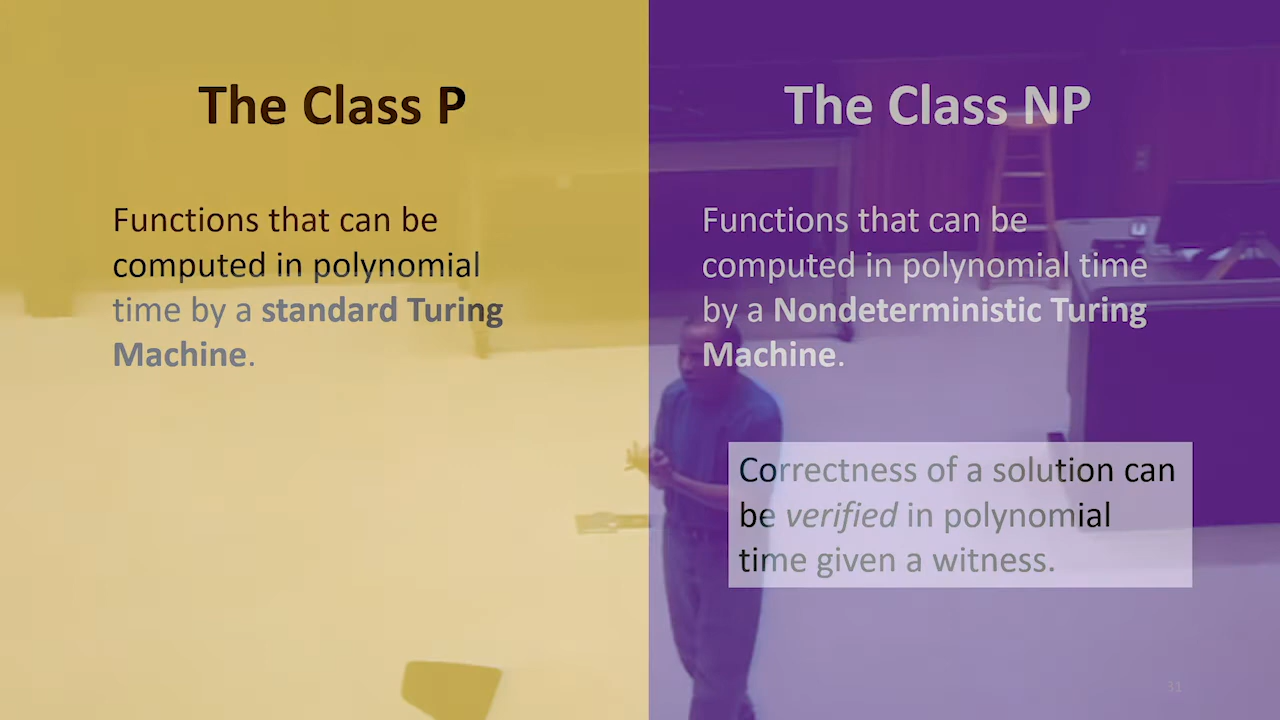 The Class P
Functions that can be
computed in polynomial
time by a standard Turing
Machine.
The Class NP
Functions that can be
computed in polynomial time
by a Nondeterministic Turing
Machine.
Correctness of a solution can
be verified in polynomial
time given a witness.
31